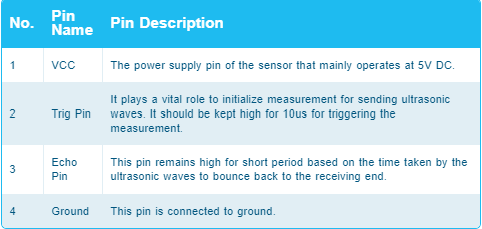 No. Pin Name Pin Description
1 VCC The power supply pin of the sensor that mainly operates at 5V DC.
2 Trig Pin It plays a vital role to initialize measurement for sending ultrasonic
waves. It should be kept high for 10us for triggering the
measurement.
3 Echo Pin This pin remains high for short period based on the time taken by the
ultrasonic waves to bounce back to the receiving end.
4 Ground This pin is connected to ground.